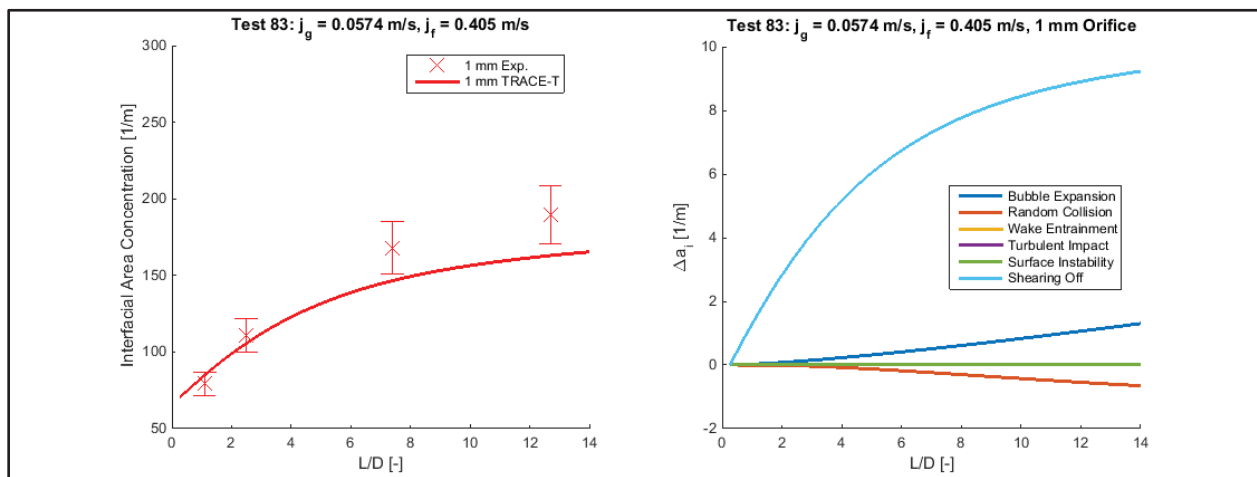 Test 83: j_g = 0.0574 m/s, j_f = 0.405 m/s
300
250
200
150
100
50
Interfacial Area Concentration [1/m]
1 mm Exp.
1 mm TRACE-T
0 2 4 6 8 10 12 14
L/D [-]
Test 83: j_g = 0.0574 m/s, j_f = 0.405 m/s, 1 mm Orifice
10
8
6
4
2
0
-2
Δa_i [1/m]
Bubble Expansion
Random Collision
Wake Entrainment
Turbulent Impact
Surface Instability
Shearing Off
0 2 4 6 8 10 12 14
L/D [-]